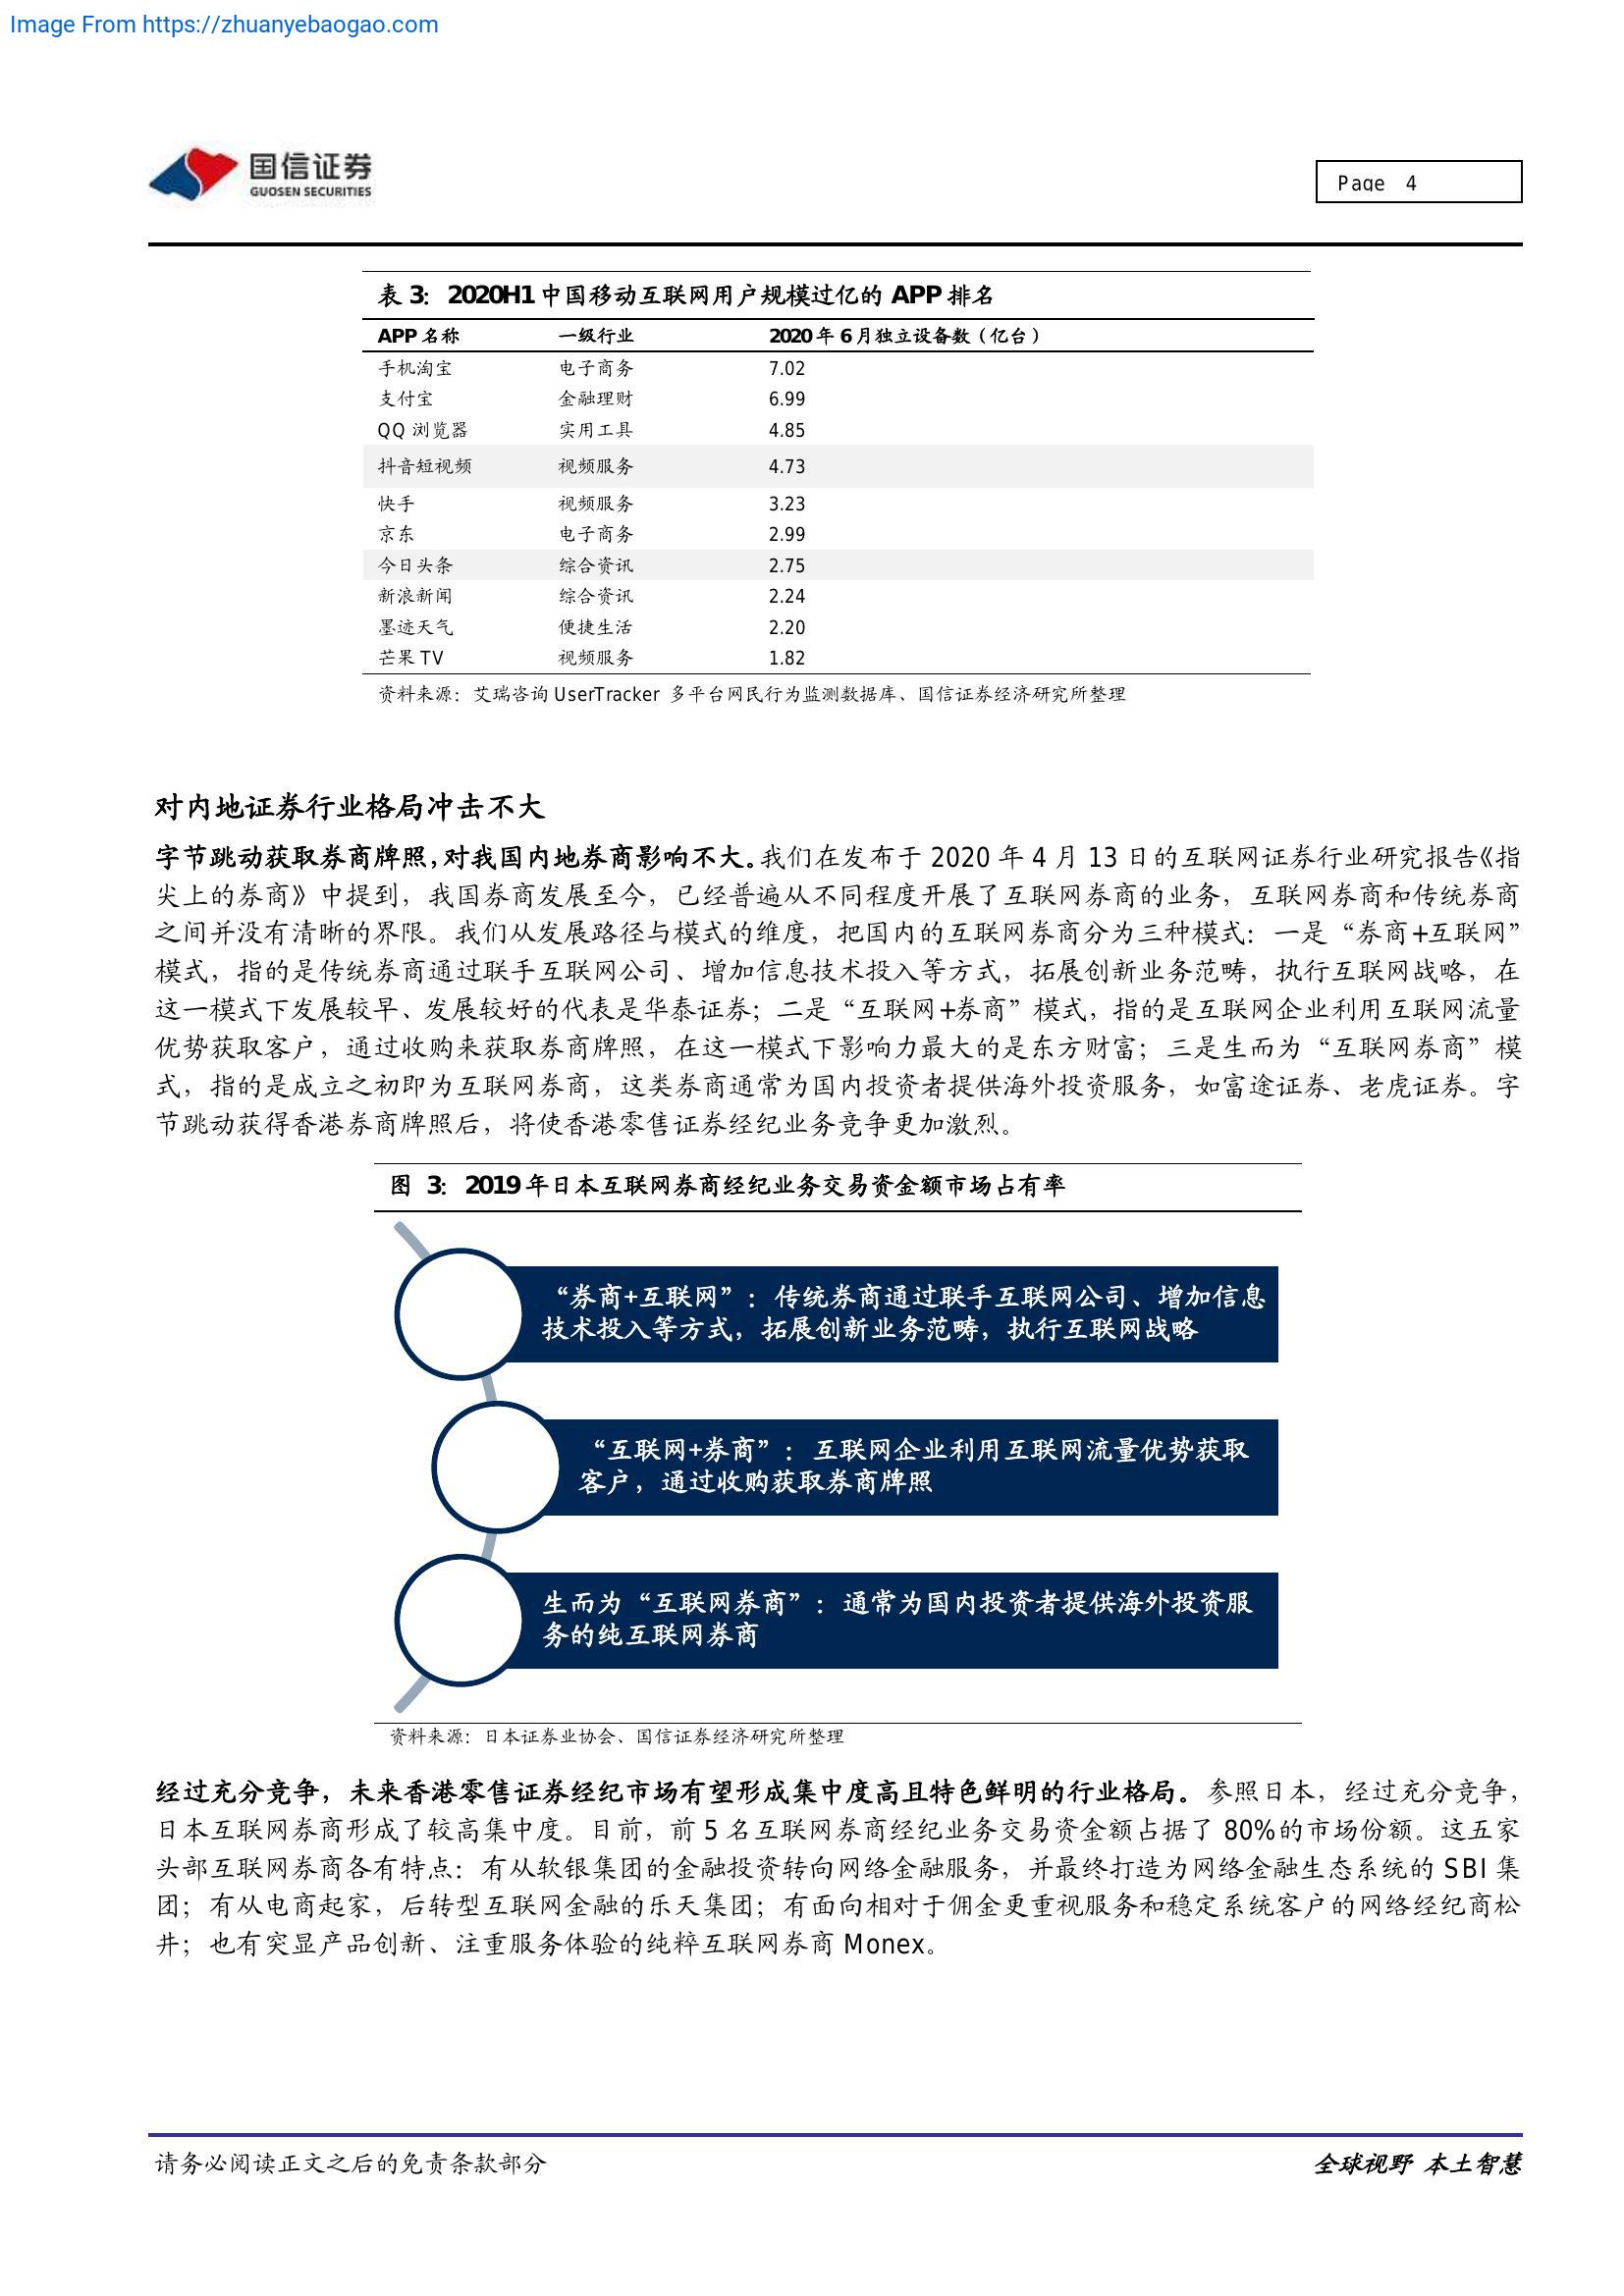 Image From https://zhuanyebaogao.com
国信证券
GUOSEN SECURITIES
Page 4
表 3：2020H1 中国移动互联网用户规模过亿的 APP 排名
APP 名称 一级行业 2020 年 6 月独立设备数（亿台）
手机淘宝 电子商务 7.02
支付宝 金融理财 6.99
QQ 浏览器 实用工具 4.85
抖音短视频 视频服务 4.73
快手 视频服务 3.23
京东 电子商务 2.99
今日头条 综合资讯 2.75
新浪新闻 综合资讯 2.24
墨迹天气 便捷生活 2.20
芒果 TV 视频服务 1.82
资料来源：艾瑞咨询 UserTracker 多平台网民行为监测数据库、国信证券经济研究所整理
对内地证券行业格局冲击不大
字节跳动获取券商牌照，对我国内地券商影响不大。我们在发布于 2020 年 4 月 13 日的互联网证券行业研究报告《指
尖上的券商》中提到，我国券商发展至今，已经普遍从不同程度开展了互联网券商的业务，互联网券商和传统券商
之间并没有清晰的界限。我们从发展路径与模式的维度，把国内的互联网券商分为三种模式：一是“券商+互联网”
模式，指的是传统券商通过联手互联网公司、增加信息技术投入等方式，拓展创新业务范畴，执行互联网战略，在
这一模式下发展较早、发展较好的代表是华泰证券；二是“互联网+券商”模式，指的是互联网企业利用互联网流量
优势获取客户，通过收购来获取券商牌照，在这一模式下影响力最大的是东方财富；三是生而为“互联网券商”模
式，指的是成立之初即为互联网券商，这类券商通常为国内投资者提供海外投资服务，如富途证券、老虎证券。字
节跳动获得香港券商牌照后，将使香港零售证券经纪业务竞争更加激烈。
图 3：2019 年日本互联网券商经纪业务交易资金额市场占有率
“券商+互联网”：传统券商通过联手互联网公司、增加信息
技术投入等方式，拓展创新业务范畴，执行互联网战略
“互联网+券商”：互联网企业利用互联网流量优势获取
客户，通过收购获取券商牌照
生而为“互联网券商”：通常为国内投资者提供海外投资服
务的纯互联网券商
资料来源：日本证券业协会、国信证券经济研究所整理
经过充分竞争，未来香港零售证券经纪市场有望形成集中度高且特色鲜明的行业格局。参照日本，经过充分竞争，
日本互联网券商形成了较高集中度。目前，前 5 名互联网券商经纪业务交易资金额占据了 80%的市场份额。这五家
头部互联网券商各有特点：有从软银集团的金融投资转向网络金融服务，并最终打造为网络金融生态系统的 SBI 集
团；有从电商起家，后转型互联网金融的乐天集团；有面向相对于佣金更重视服务和稳定系统客户的网络经纪商松
井；也有突显产品创新、注重服务体验的纯粹互联网券商 Monex。
请务必阅读正文之后的免责条款部分
全球视野 本土智慧